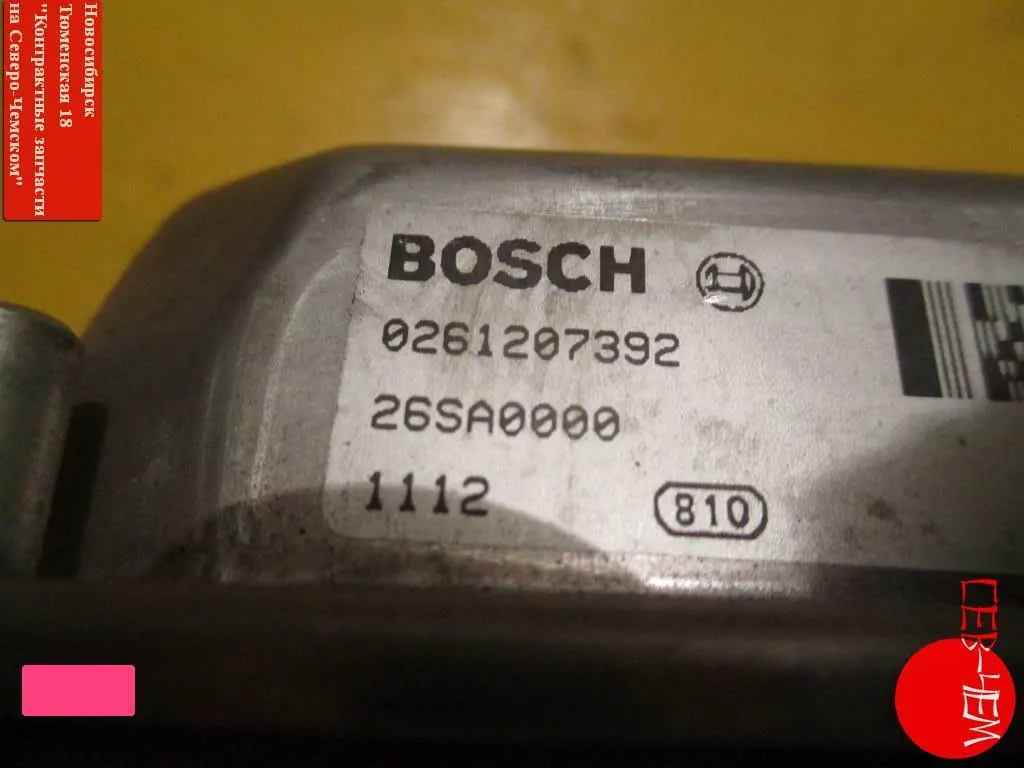 Новосибирск
Тюменская 18
"Контрактные запчасти
на Северо-Чемском"
BOSCH
0261207392
26SA0000
1112
810
СЕВ-ЧЕМ